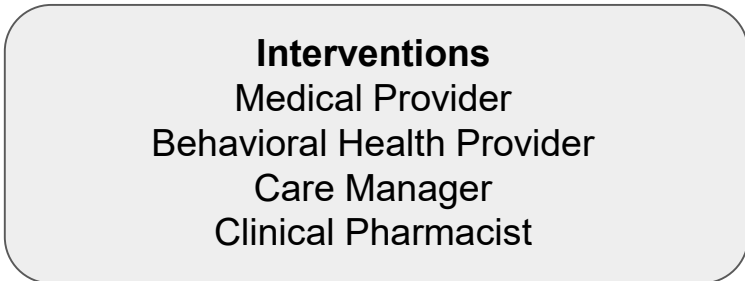 Interventions
Medical Provider
Behavioral Health Provider
Care Manager
Clinical Pharmacist